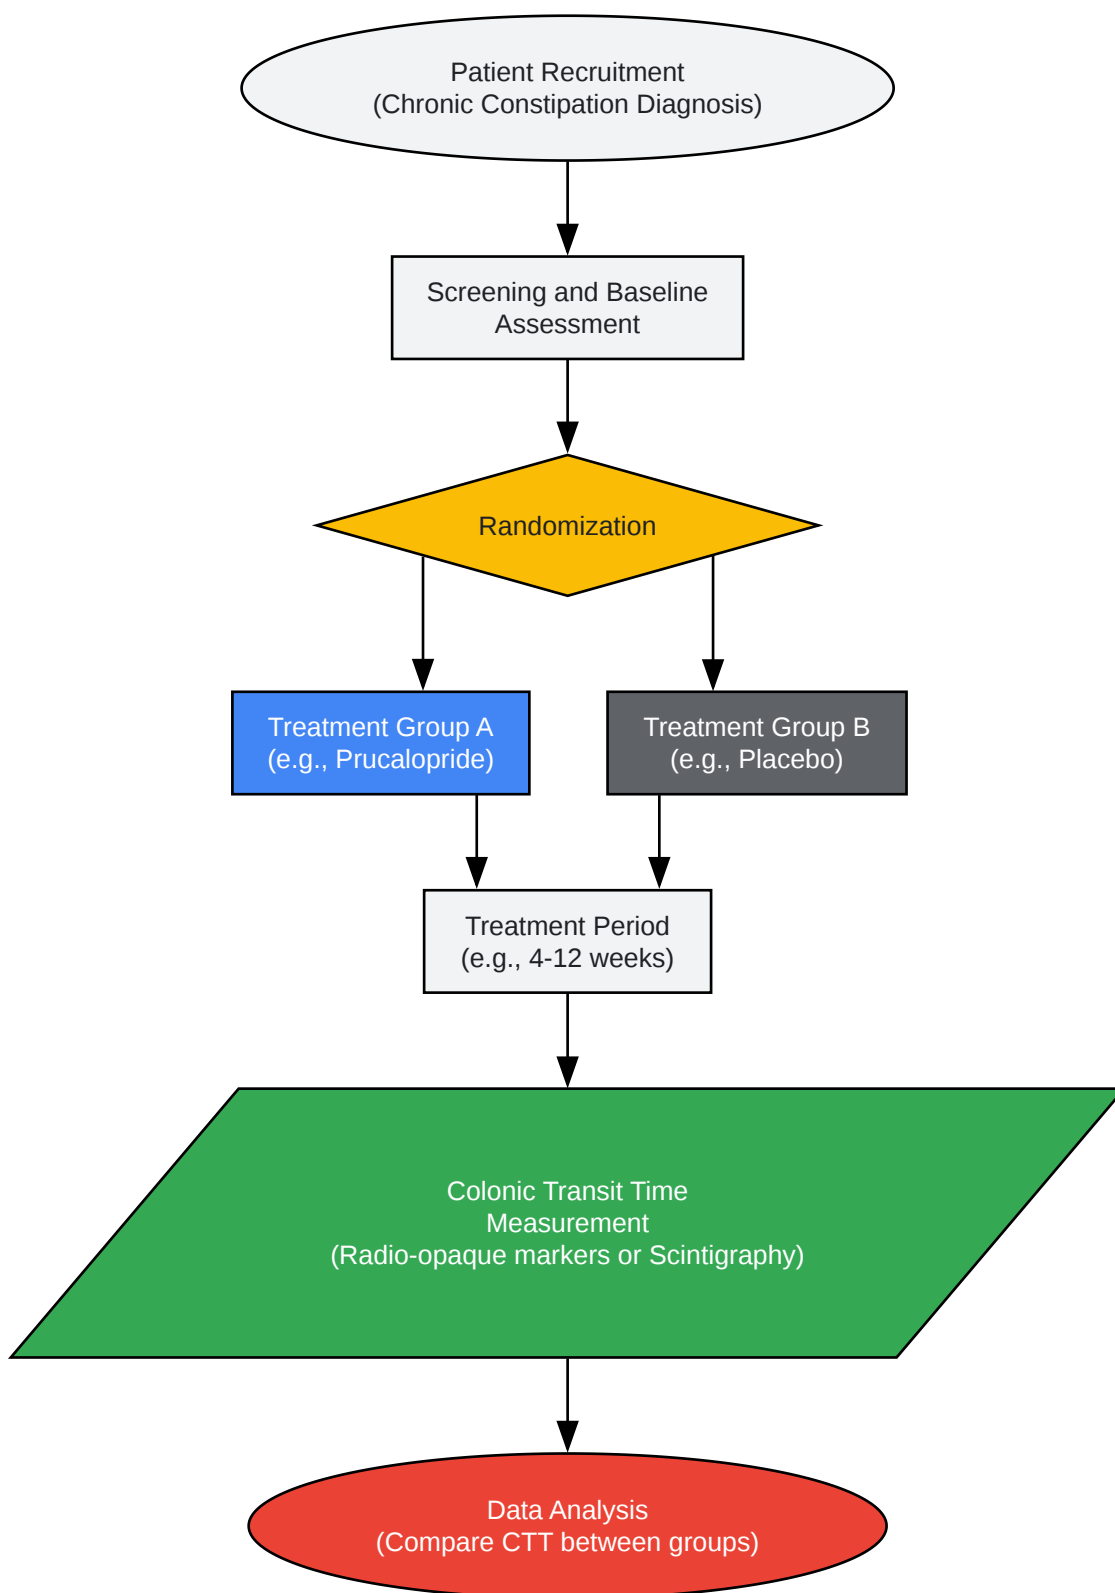 Patient Recruitment
(Chronic Constipation Diagnosis)
Screening and Baseline
Assessment
Randomization
Treatment Group A
(e.g., Prucalopride)
Treatment Group B
(e.g., Placebo)
Treatment Period
(e.g., 4-12 weeks)
Colonic Transit Time
Measurement
(Radio-opaque markers or Scintigraphy)
Data Analysis
(Compare CTT between groups)